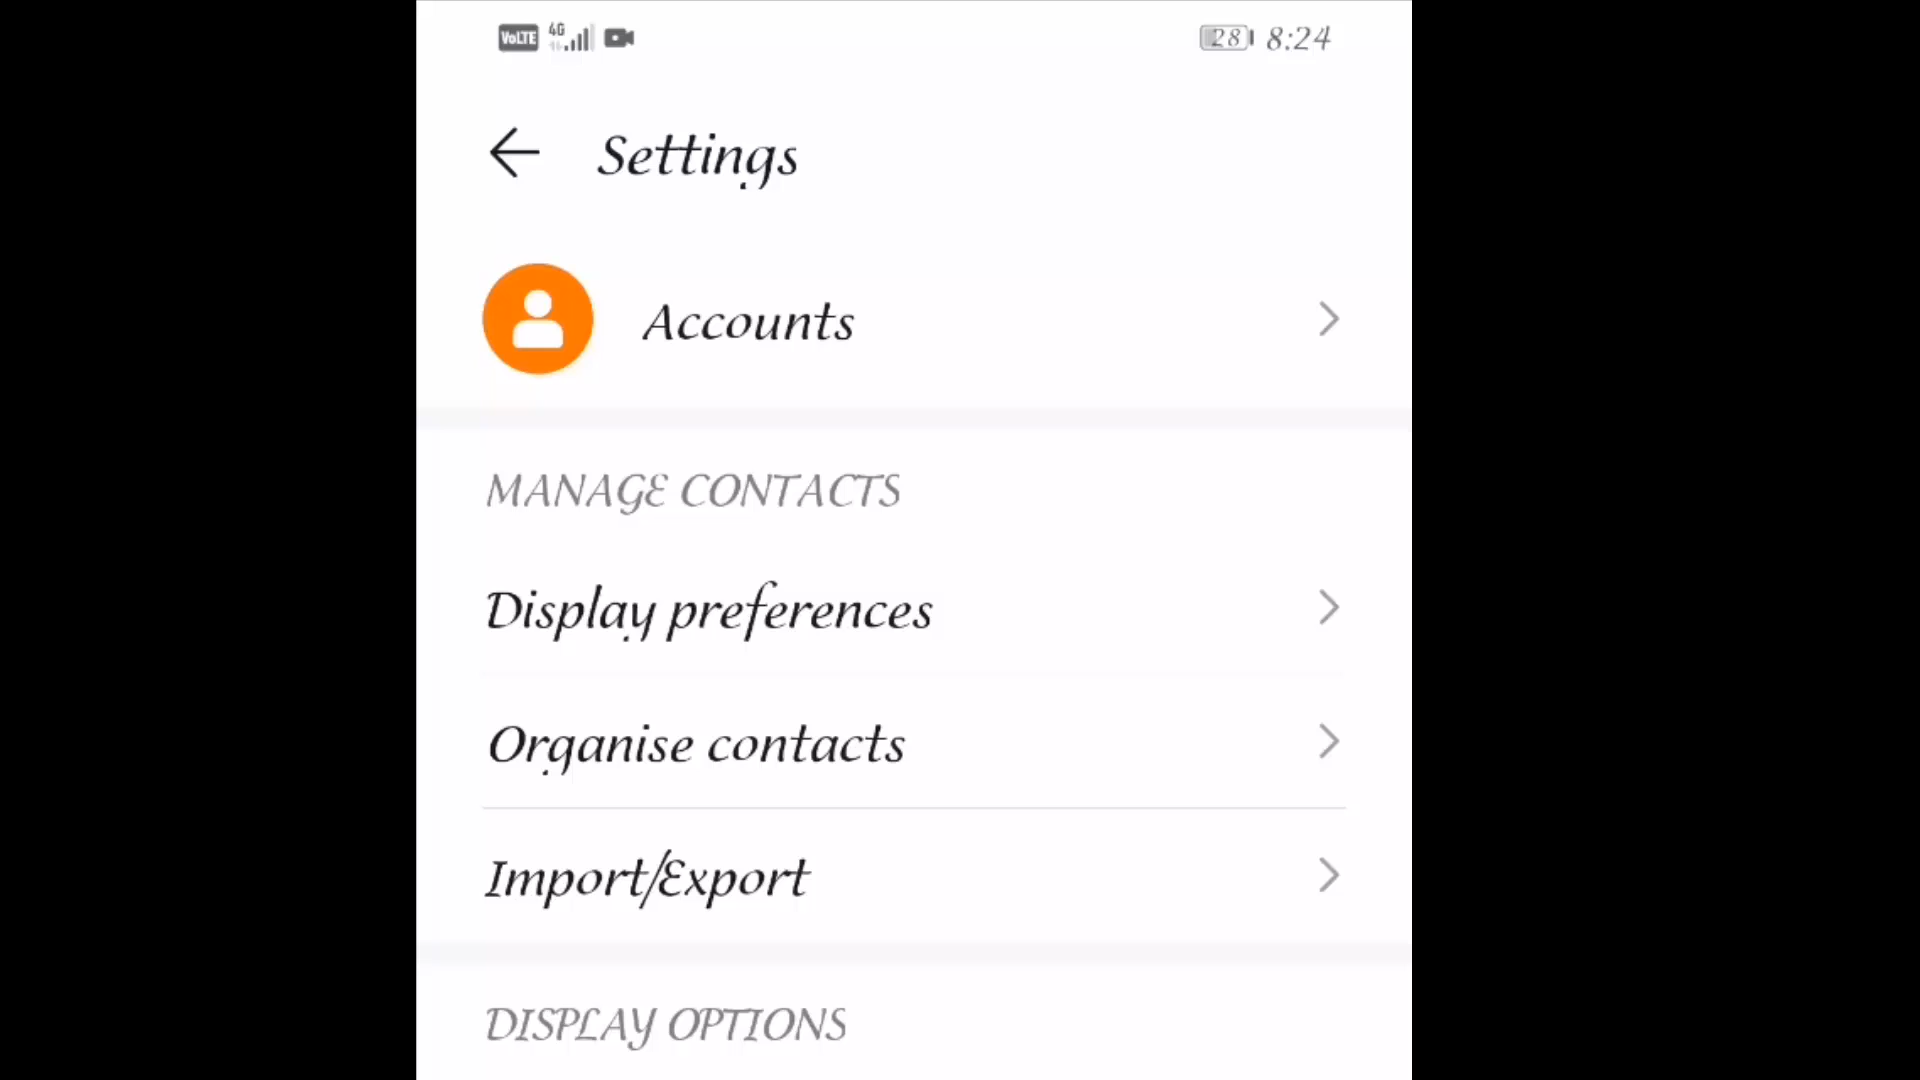 VoLTE 4G 28 8:24
Settings
Accounts
MANAGE CONTACTS
Display preferences
Organise contacts
Import/Export
DISPLAY OPTIONS